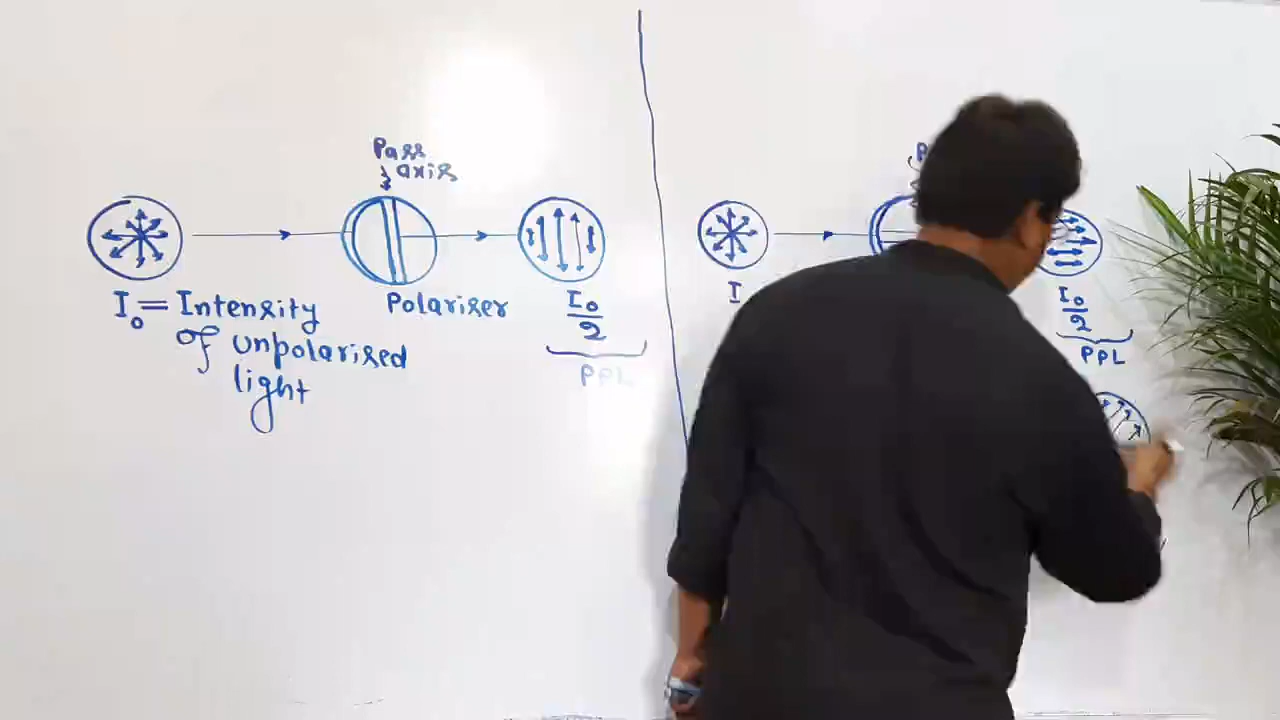 Pass
axis
I₀ = Intensity
of unpolarised
light
Polariser
I₀/2
PPL
I
I₀/2
PPL